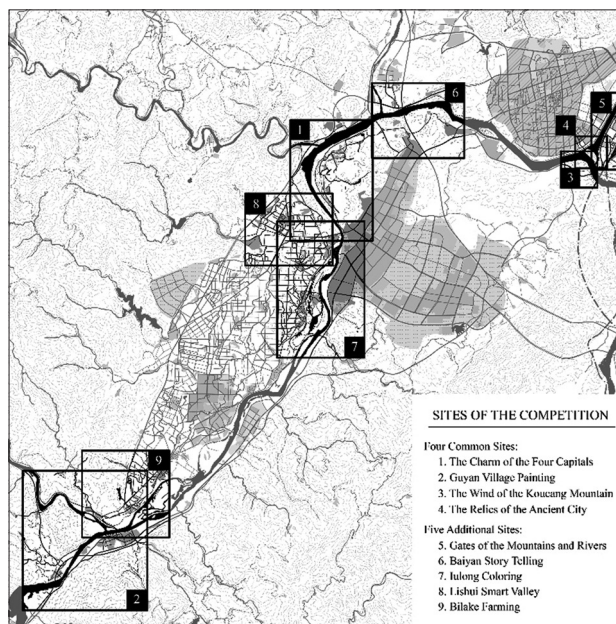 6
5
4
1
3
8
7
9
2
SITES OF THE COMPETITION
Four Common Sites:
1. The Charm of the Four Capitals
2. Guyan Village Painting
3. The Wind of the Koucang Mountain
4. The Relics of the Ancient City
Five Additional Sites:
5. Gates of the Mountains and Rivers
6. Baiyan Story Telling
7. Iulong Coloring
8. Lishui Smart Valley
9. Bilake Farming